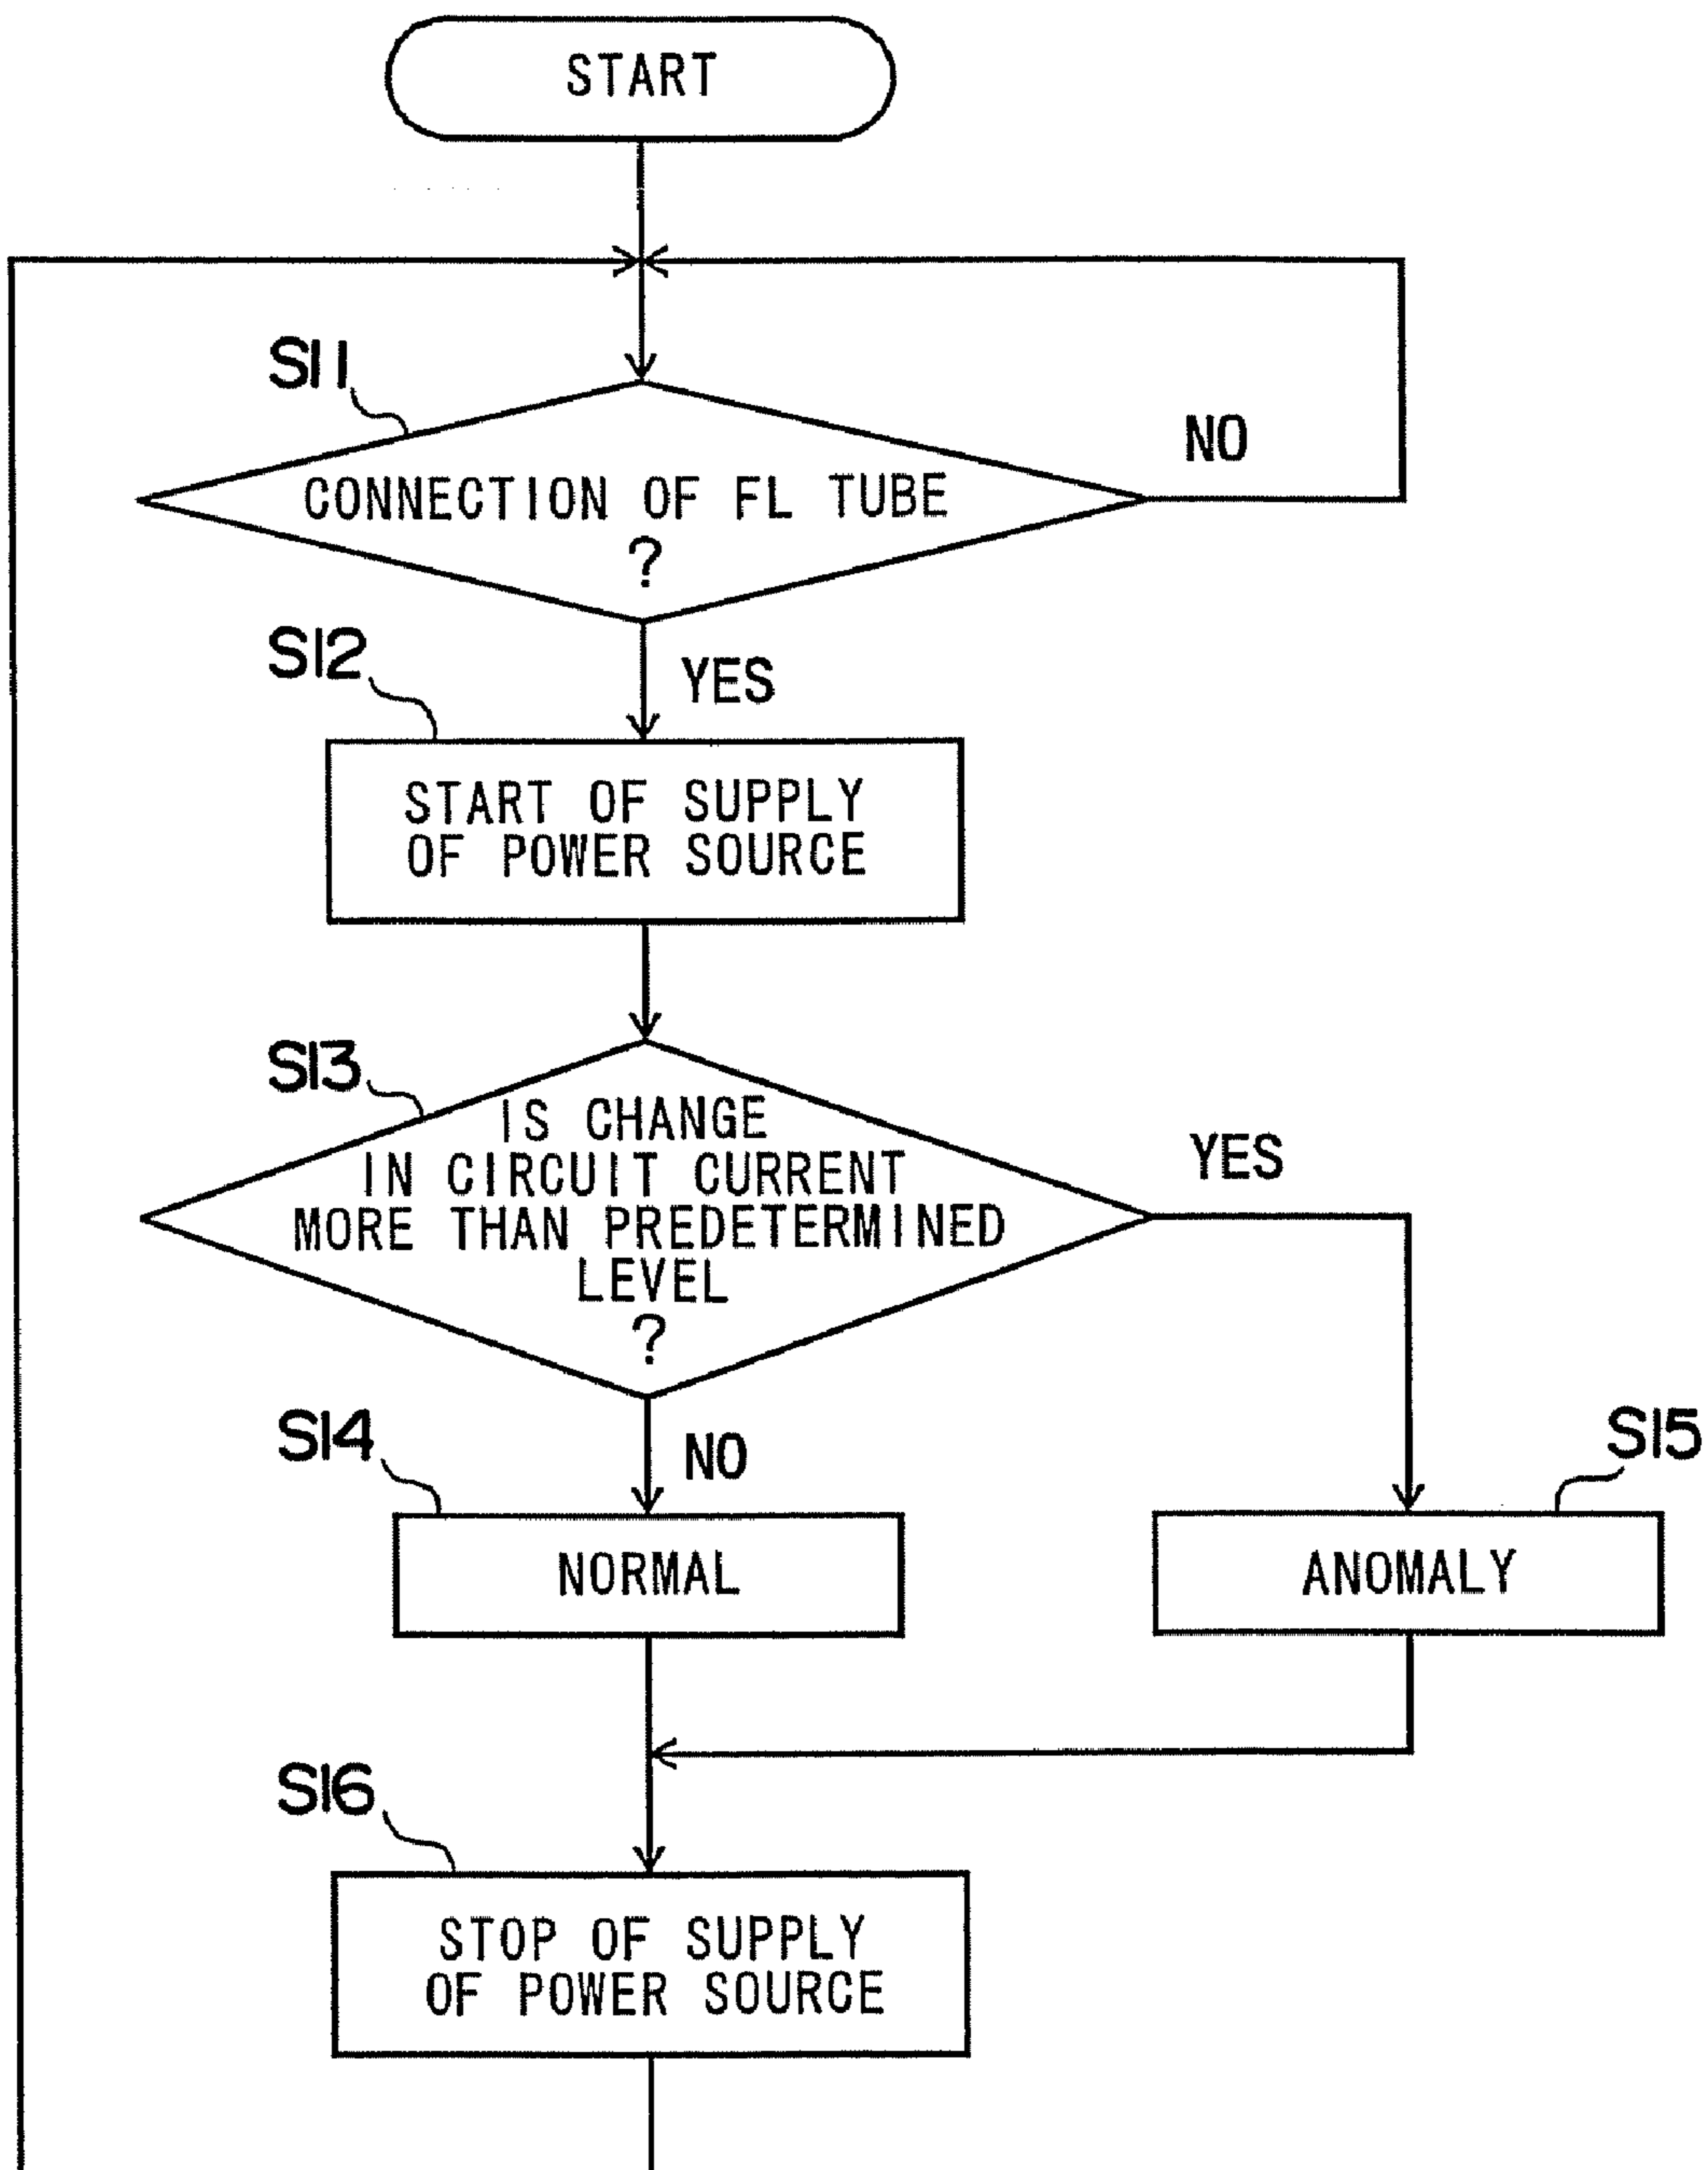 START
S11
NO
CONNECTION OF FL TUBE
?
S12
YES
START OF SUPPLY
OF POWER SOURCE
S13
IS CHANGE
IN CIRCUIT CURRENT
MORE THAN PREDETERMINED
LEVEL
?
YES
S14
NO
S15
NORMAL
ANOMALY
S16
STOP OF SUPPLY
OF POWER SOURCE